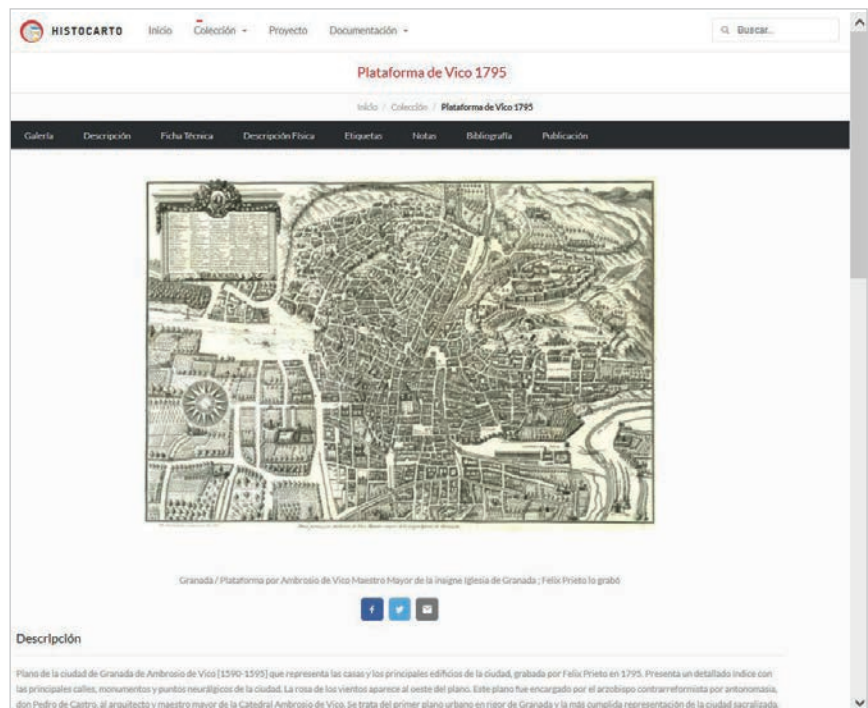 HISTOCARTO Inicio Colección Proyecto Documentación Buscar...
Plataforma de Vico 1795
Inicio / Colección / Plataforma de Vico 1795
Galería Descripción Ficha Técnica Descripción Física Etiquetas Notas Bibliografía Publicación
GRANADA
Granada / Plataforma por Ambrosio de Vico Maestro Mayor de la insigne Iglesia de Granada ; Felix Prieto lo grabó
Descripción
Plano de la ciudad de Granada de Ambrosio de Vico [1590-1595] que representa las casas y los principales edificios de la ciudad, grabada por Felix Prieto en 1795. Presenta un detallado índice con
las principales calles, monumentos y puntos neurálgicos de la ciudad. La rosa de los vientos aparece al oeste del plano. Este plano fue encargado por el arzobispo contrarreformista por antonomasia,
don Pedro de Castro, al arquitecto y maestro mayor de la Catedral Ambrosio de Vico. Se trata del primer plano urbano en rigor de Granada y la más cumplida representación de la ciudad sacralizada,